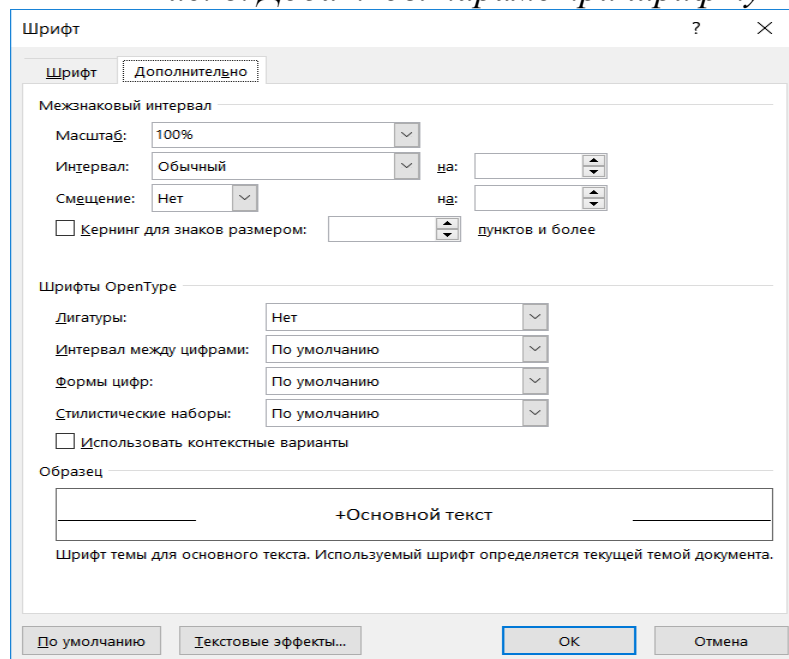 Шрифт ?
Шрифт Дополнительно
Межзнаковый интервал
Масштаб: 100%
Интервал: Обычный на:
Смещение: Нет на:
Кернинг для знаков размером: пунктов и более
Шрифты OpenType
Лигатуры: Нет
Интервал между цифрами: По умолчанию
Формы цифр: По умолчанию
Стилистические наборы: По умолчанию
Использовать контекстные варианты
Образец
+Основной текст
Шрифт темы для основного текста. Используемый шрифт определяется текущей темой документа.
По умолчанию Текстовые эффекты... ОК Отмена